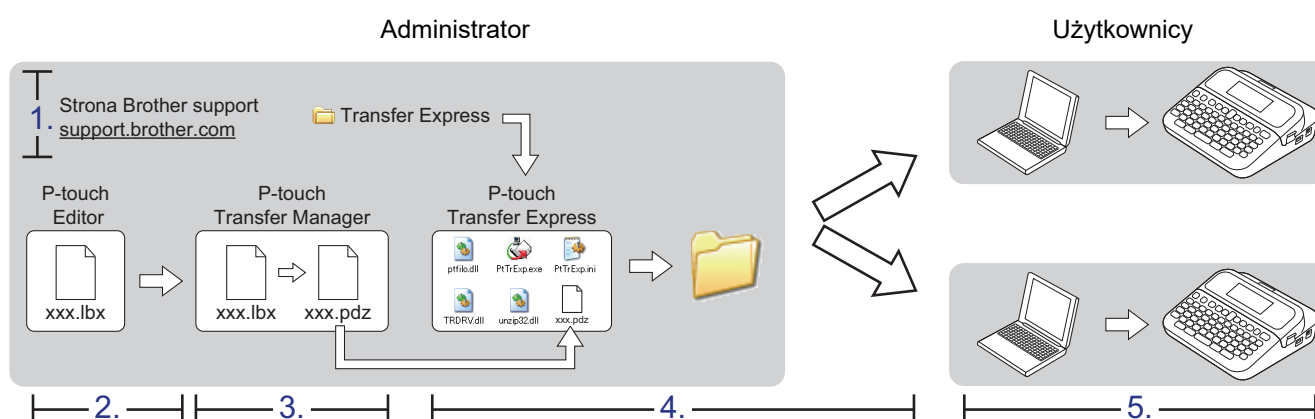 Administrator
Użytkownicy
1.
Strona Brother support
support.brother.com
Transfer Express
P-touch
Editor
xxx.lbx
P-touch
Transfer Manager
xxx.lbx
xxx.pdz
P-touch
Transfer Express
ptfilo.dll
PtTrExp.exe
PtTrExp.ini
TRDRV.dll
unzip32.dll
xxx.pdz
2.
3.
4.
5.